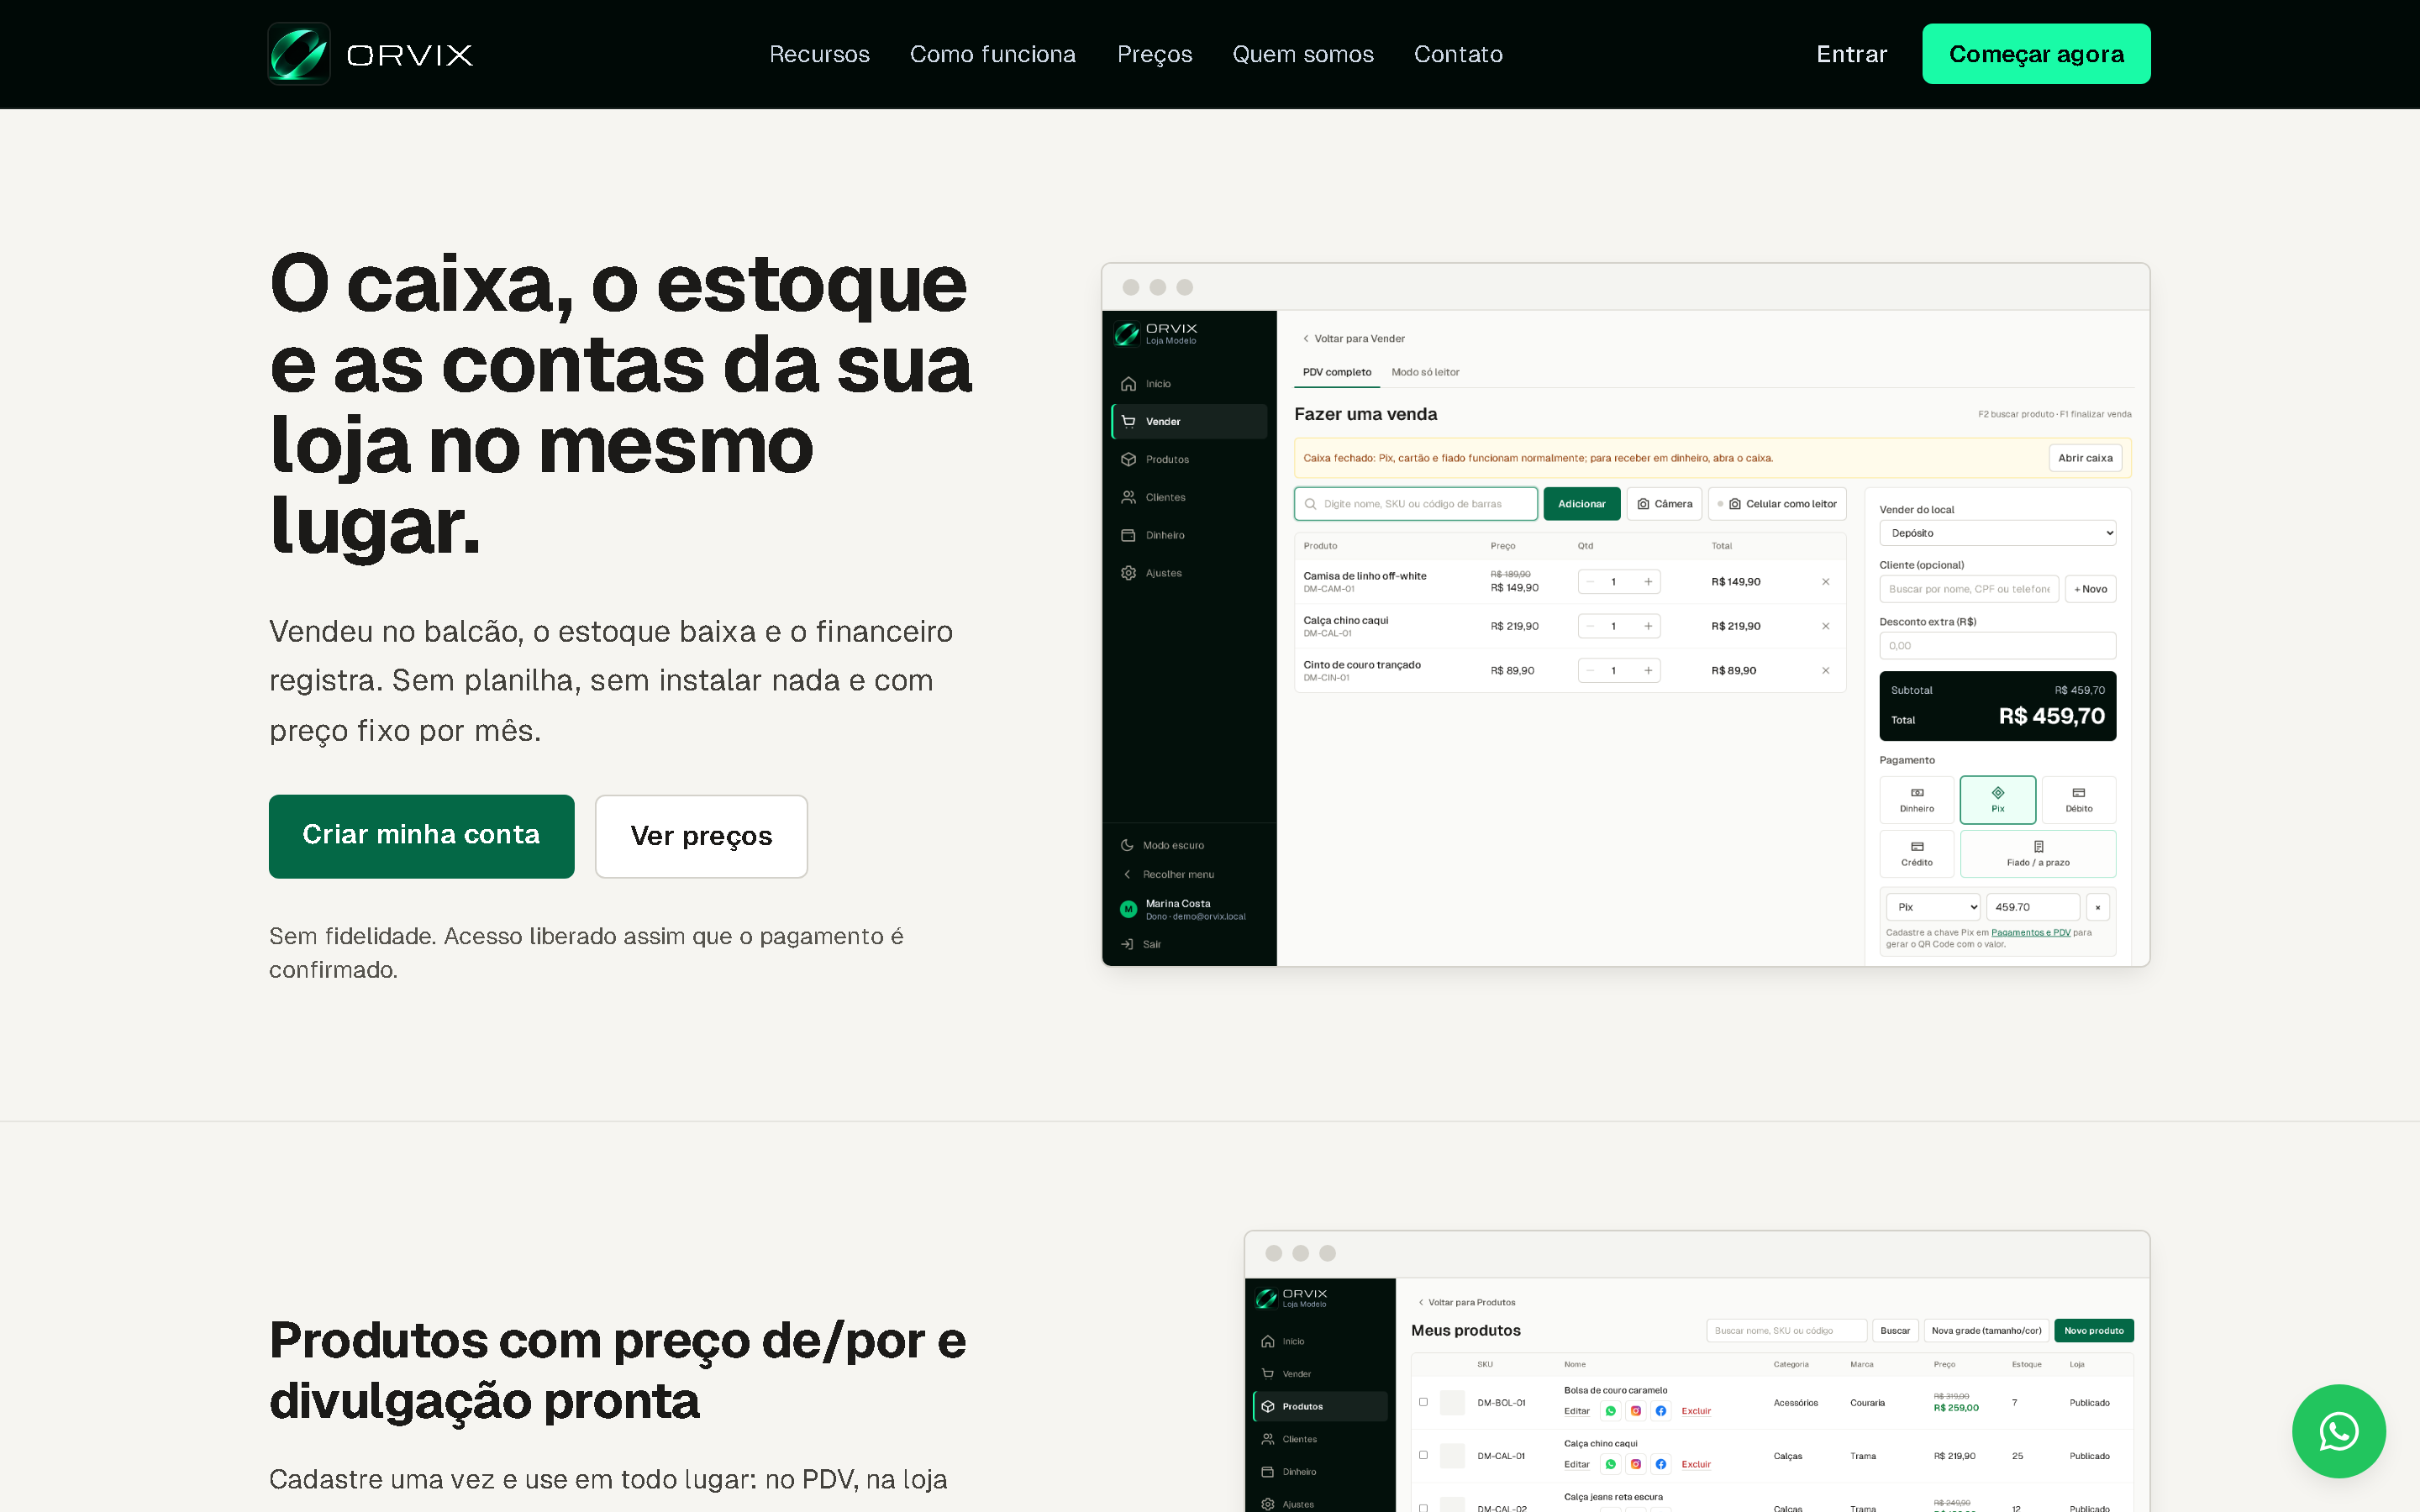 ORVIX
Recursos
Como funciona
Preços
Quem somos
Contato
Entrar
Começar agora
O caixa, o estoque
e as contas da sua
loja no mesmo
lugar.
Vendeu no balcão, o estoque baixa e o financeiro
registra. Sem planilha, sem instalar nada e com
preço fixo por mês.
Criar minha conta
Ver preços
Sem fidelidade. Acesso liberado assim que o pagamento é
confirmado.
ORVIX
Loja Modelo
Início
Vender
Produtos
Clientes
Dinheiro
Ajustes
Modo escuro
Recolher menu
M
Marina Costa
Dono · demo@orvix.local
Sair
Voltar para Vender
PDV completo
Modo só leitor
Fazer uma venda
F2 buscar produto · F1 finalizar venda
Caixa fechado: Pix, cartão e fiado funcionam normalmente; para receber em dinheiro, abra o caixa.
Abrir caixa
Digite nome, SKU ou código de barras
Adicionar
Câmera
Celular como leitor
Produto Preço Qtd Total
R$ 189,90
Camisa de linho off-white
DM-CAM-01
R$ 149,90
1
R$ 149,90
Calça chino caqui
DM-CAL-01
R$ 219,90
1
R$ 219,90
Cinto de couro trançado
DM-CIN-01
R$ 89,90
1
R$ 89,90
Vender do local
Depósito
Cliente (opcional)
Buscar por nome, CPF ou telefone
+ Novo
Desconto extra (R$)
0,00
Subtotal R$ 459,70
Total R$ 459,70
Pagamento
Dinheiro
Pix
Débito
Crédito
Fiado / a prazo
Pix
459.70
×
Cadastre a chave Pix em Pagamentos e PDV para
gerar o QR Code com o valor.
Produtos com preço de/por e
divulgação pronta
Cadastre uma vez e use em todo lugar: no PDV, na loja
ORVIX
Loja Modelo
Início
Vender
Produtos
Clientes
Dinheiro
Ajustes
Voltar para Produtos
Meus produtos
Buscar nome, SKU ou código
Buscar
Nova grade (tamanho/cor)
Novo produto
SKU Nome Categoria Marca Preço Estoque Loja
DM-BOL-01
Bolsa de couro caramelo
Editar
Excluir
Acessórios
Couraria
R$ 319,00
R$ 259,00
7
Publicado
DM-CAL-01
Calça chino caqui
Editar
Excluir
Calças
Trama
R$ 219,90
25
Publicado
Calça jeans reta escura
DM-CAL-02
Calças
Trama
R$ 249,90
12
Publicado